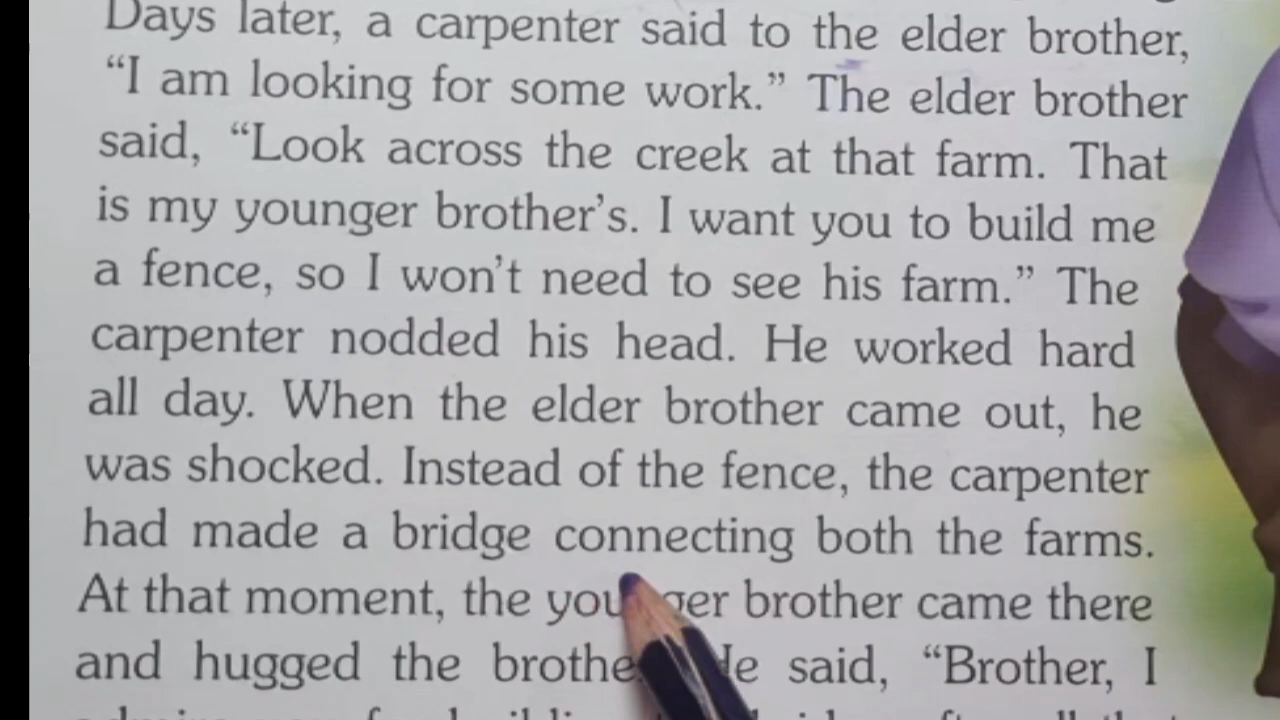 Days later, a carpenter said to the elder brother,
“I am looking for some work.” The elder brother
said, “Look across the creek at that farm. That
is my younger brother’s. I want you to build me
a fence, so I won’t need to see his farm.” The
carpenter nodded his head. He worked hard
all day. When the elder brother came out, he
was shocked. Instead of the fence, the carpenter
had made a bridge connecting both the farms.
At that moment, the younger brother came there
and hugged the brother. He said, “Brother, I